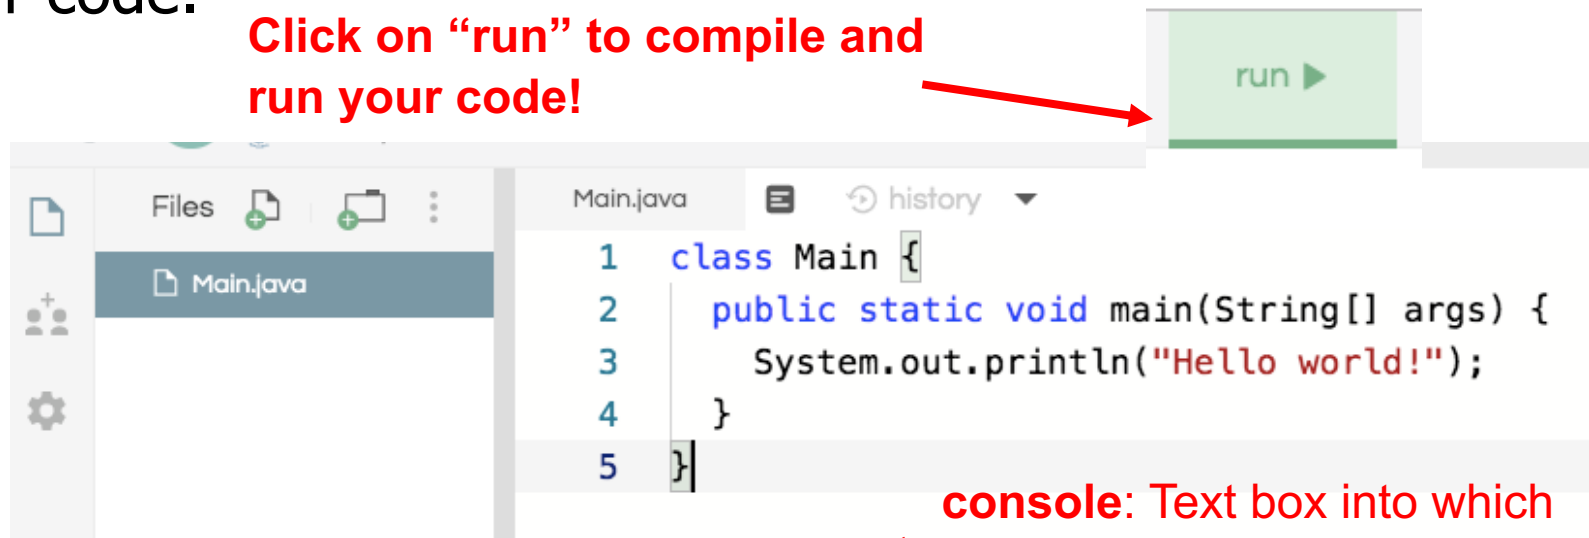 code.
Click on “run” to compile and
run your code!
run
Files
Main.java
Main.java
history
1 class Main {
2 public static void main(String[] args) {
3 System.out.println("Hello world!");
4 }
5 }
console: Text box into which